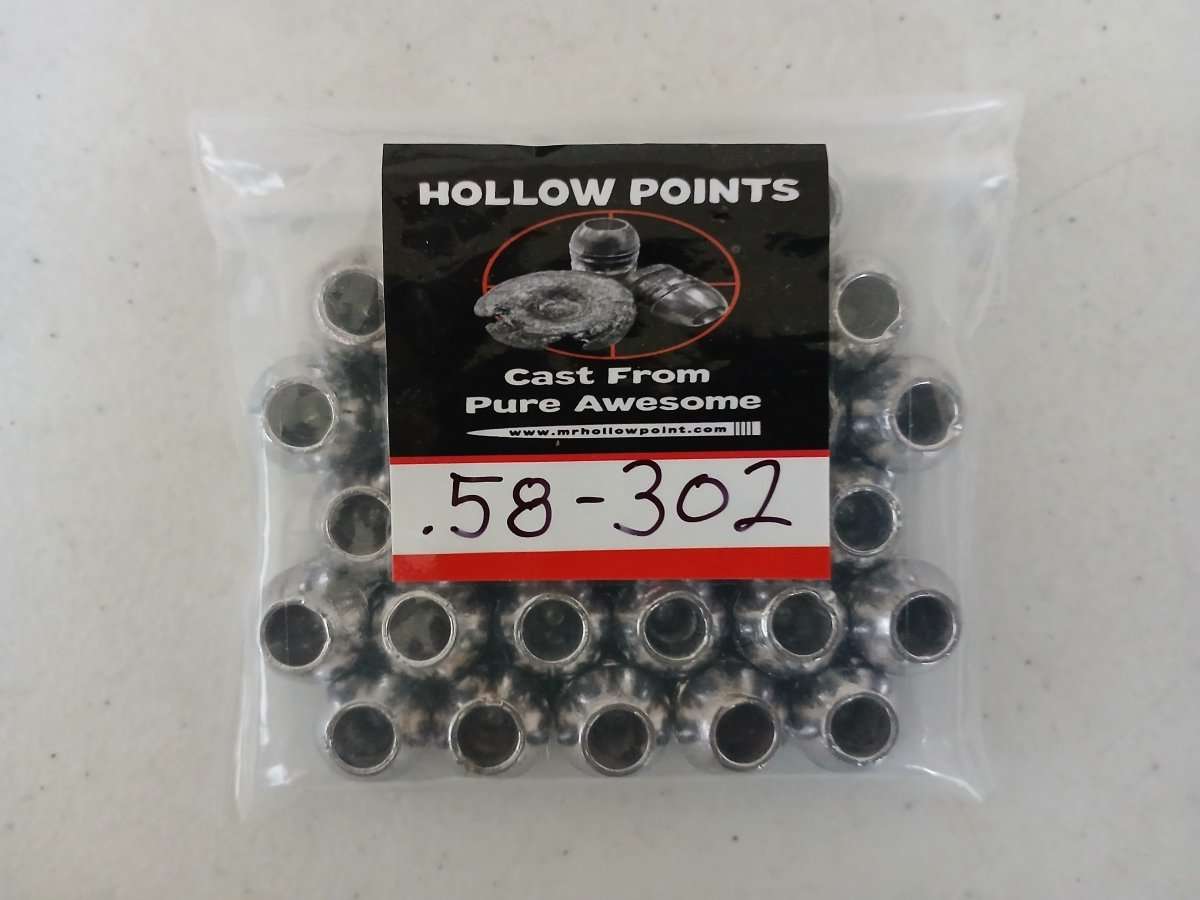 HOLLOW POINTS
Cast From
Pure Awesome
www.mrhollowpoint.com
.58-302